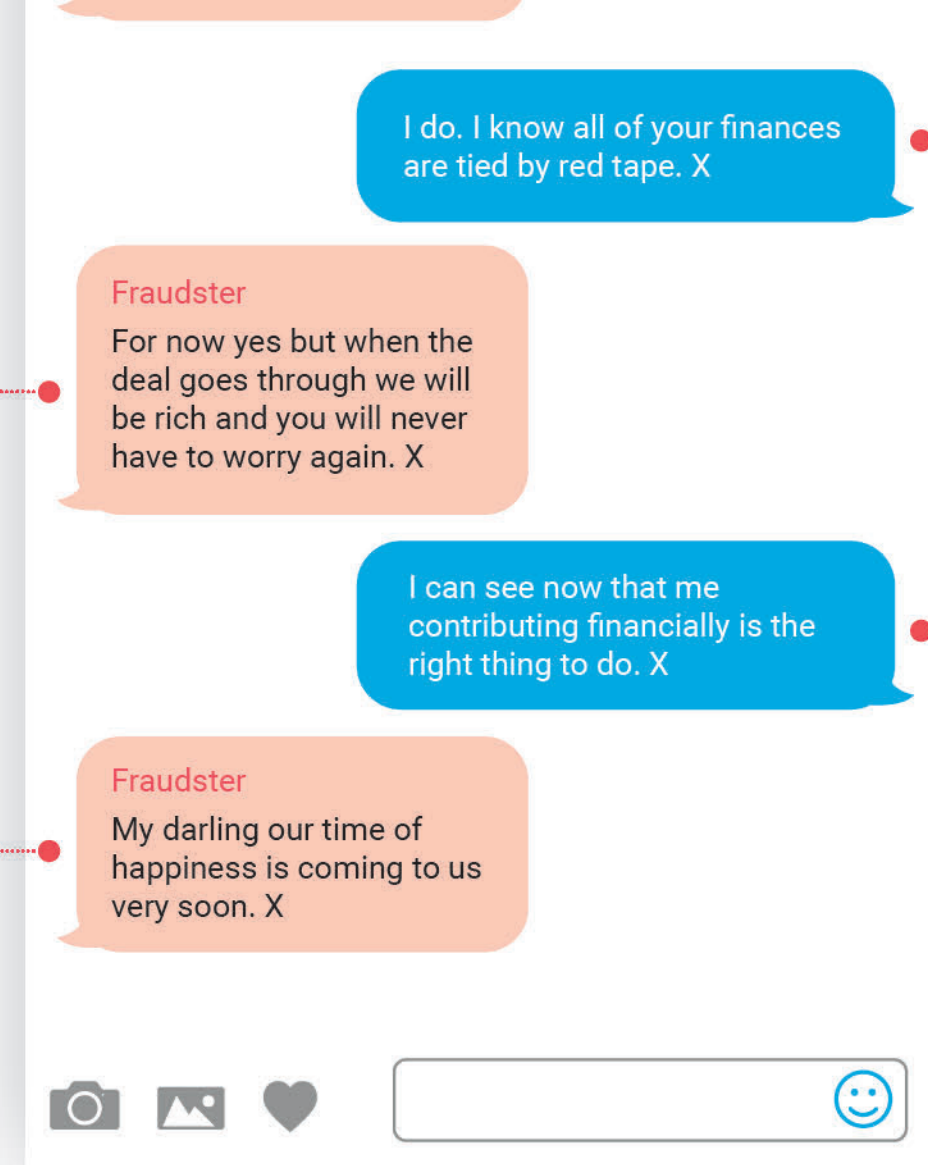 I do. I know all of your finances
are tied by red tape. X
Fraudster
For now yes but when the
deal goes through we will
be rich and you will never
have to worry again. X
I can see now that me
contributing financially is the
right thing to do. X
Fraudster
My darling our time of
happiness is coming to us
very soon. X